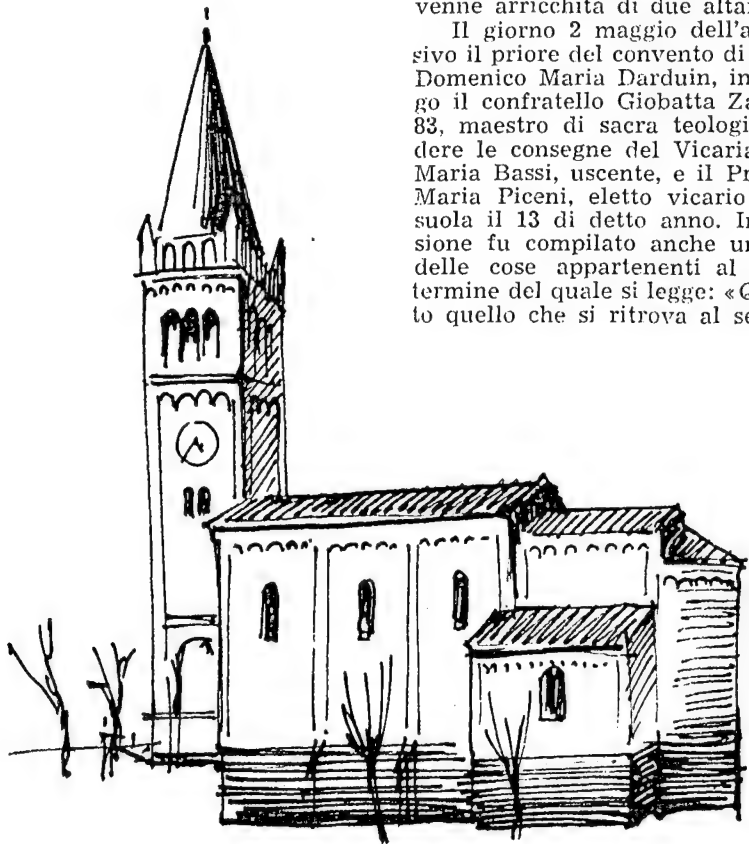 venne arricchita di due altar
Il giorno 2 maggio dell'a
sivo il priore del convento di
Domenico Maria Darduin, in
go il confratello Giobatta Za
83, maestro di sacra teologi
dere le consegne del Vicaria
Maria Bassi, uscente, e il Pr
Maria Piceni, eletto vicario
suola il 13 di detto anno. In
sione fu compilato anche un
delle cose appartenenti al
termine del quale si legge: «Q
to quello che si ritrova al se